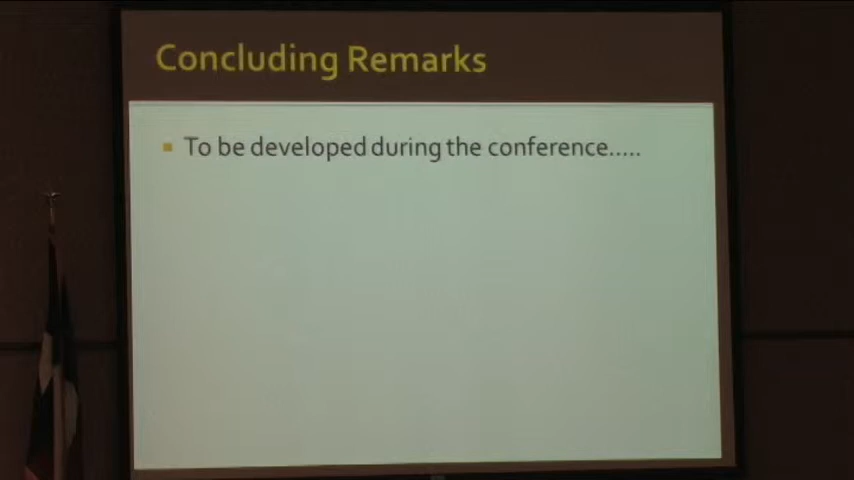 Concluding Remarks
To be developed during the conference.....